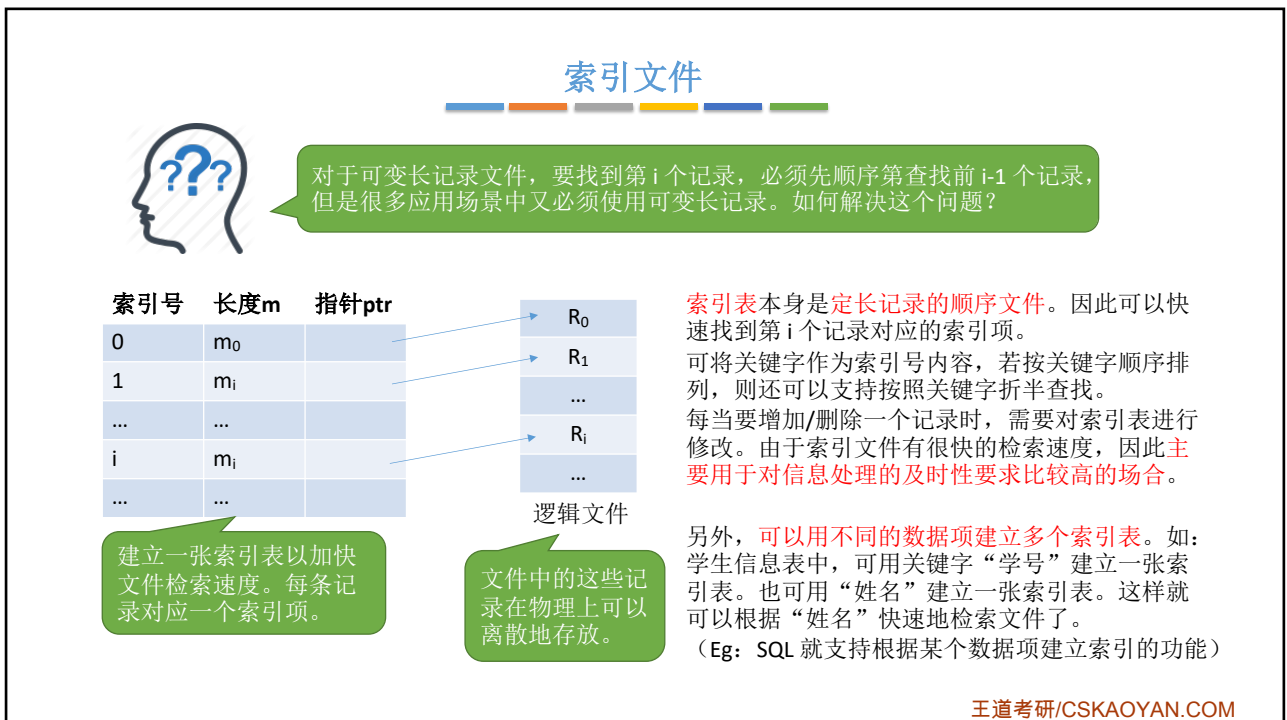 索引文件
???
对于可变长记录文件，要找到第 i 个记录，必须先顺序第查找前 i-1 个记录，
但是很多应用场景中又必须使用可变长记录。如何解决这个问题？
索引号 长度m 指针ptr
0 m₀
1 mᵢ
... ...
i mᵢ
... ...
建立一张索引表以加快
文件检索速度。每条记
录对应一个索引项。
R₀
R₁
...
Rᵢ
...
逻辑文件
文件中的这些记
录在物理上可以
离散地存放。
索引表本身是定长记录的顺序文件。因此可以快
速找到第 i 个记录对应的索引项。
可将关键字作为索引号内容，若按关键字顺序排
列，则还可以支持按照关键字折半查找。
每当要增加/删除一个记录时，需要对索引表进行
修改。由于索引文件有很快的检索速度，因此主
要用于对信息处理的及时性要求比较高的场合。
另外，可以用不同的数据项建立多个索引表。如：
学生信息表中，可用关键字“学号”建立一张索
引表。也可用“姓名”建立一张索引表。这样就
可以根据“姓名”快速地检索文件了。
（Eg：SQL 就支持根据某个数据项建立索引的功能）
王道考研/CSKAOYAN.COM